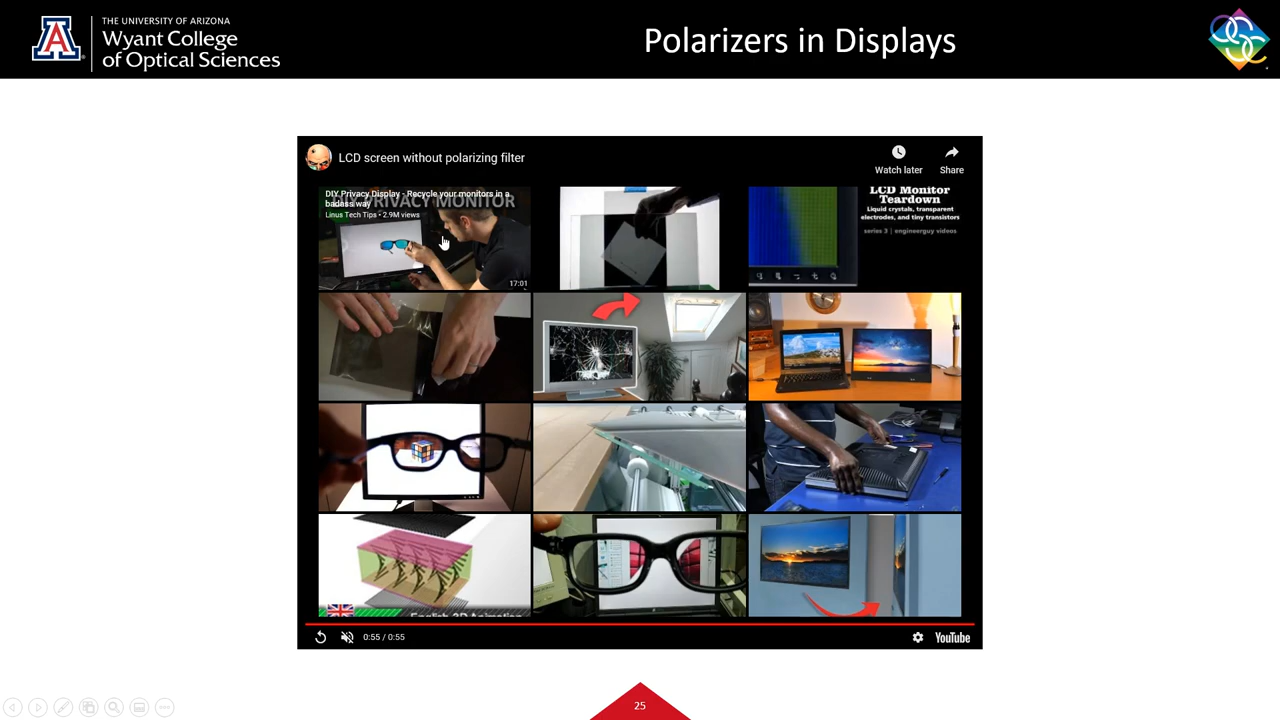 THE UNIVERSITY OF ARIZONA
Wyant College
of Optical Sciences
Polarizers in Displays
LCD screen without polarizing filter
Watch later
Share
DIY Privacy Display - Recycle your monitors in a
badass way
Linus Tech Tips • 2.9M views
PRIVACY MONITOR
17:01
LCD Monitor
Teardown
Liquid crystals, transparent
electrodes, and tiny transistors
series 3 | engineerguy videos
English 3D Animation
0:55 / 0:55
YouTube
25